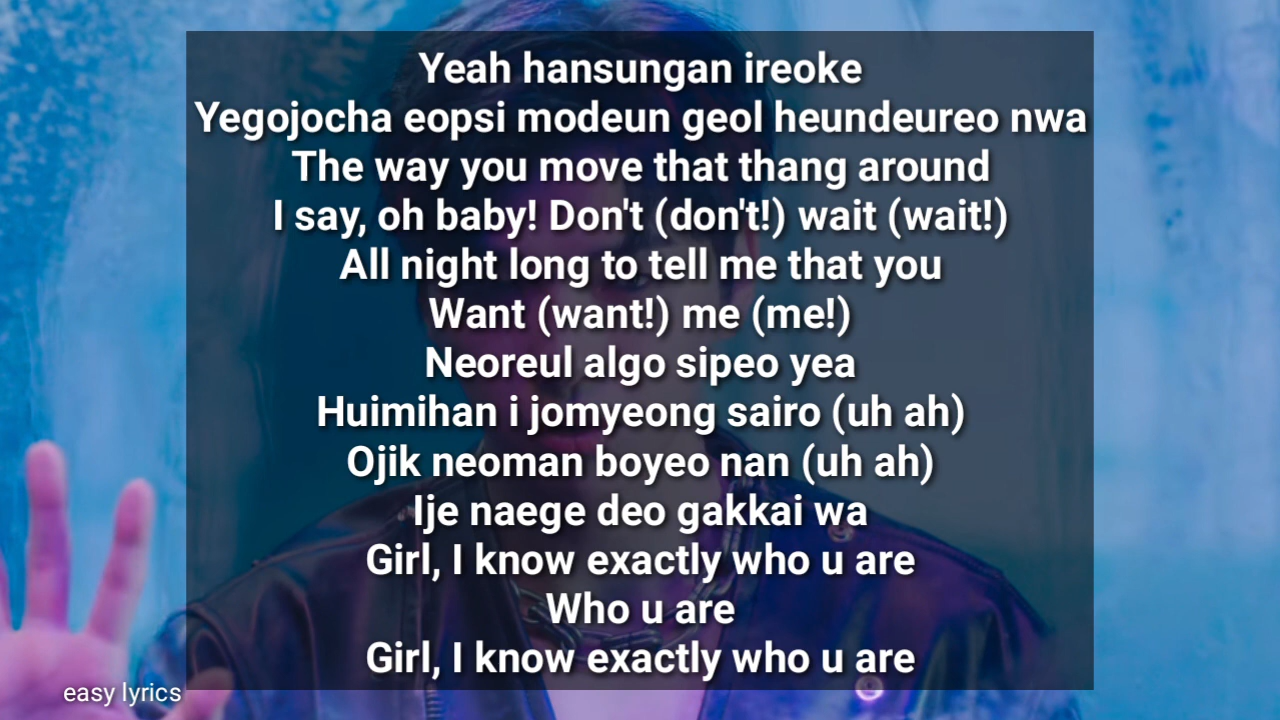 Yeah hansungan ireoke
Yegojocha eopsi modeun geol heundeureo nwa
The way you move that thang around
I say, oh baby! Don't (don't!) wait (wait!)
All night long to tell me that you
Want (want!) me (me!)
Neoreul algo sipeo yea
Huimihan i jomyeong sairo (uh ah)
Ojik neoman boyeo nan (uh ah)
Ije naege deo gakkai wa
Girl, I know exactly who u are
Who u are
Girl, I know exactly who u are
easy lyrics